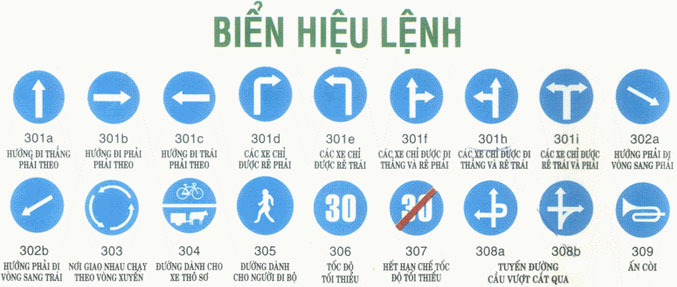 BIỂN HIỆU LỆNH
301a 301b 301c 301d 301e 301f 301h 301i 302a
HƯỚNG ĐI THẲNG HƯỚNG ĐI PHẢI HƯỚNG ĐI TRÁI CÁC XE CHỈ CÁC XE CHỈ CÁC XE CHỈ ĐƯỢC ĐI CÁC XE CHỈ ĐƯỢC ĐI CÁC XE CHỈ ĐƯỢC HƯỚNG PHẢI ĐI
PHẢI THEO PHẢI THEO PHẢI THEO ĐƯỢC RẼ PHẢI ĐƯỢC RẼ TRÁI THẲNG VÀ RẼ PHẢI THẲNG VÀ RẼ TRÁI RẼ TRÁI VÀ PHẢI VÒNG SANG PHẢI
30 30
302b 303 304 305 306 307 308a 308b 309
HƯỚNG PHẢI ĐI NƠI GIAO NHAU CHẠY ĐƯỜNG DÀNH CHO ĐƯỜNG DÀNH TỐC ĐỘ HẾT HẠN CHẾ TỐC TUYẾN ĐƯỜNG ẤN CÒI
VÒNG SANG TRÁI THEO VÒNG XUYẾN XE THÔ SƠ CHO NGƯỜI ĐI BỘ TỐI THIỂU ĐỘ TỐI THIỂU CẦU VƯỢT CẮT QUA